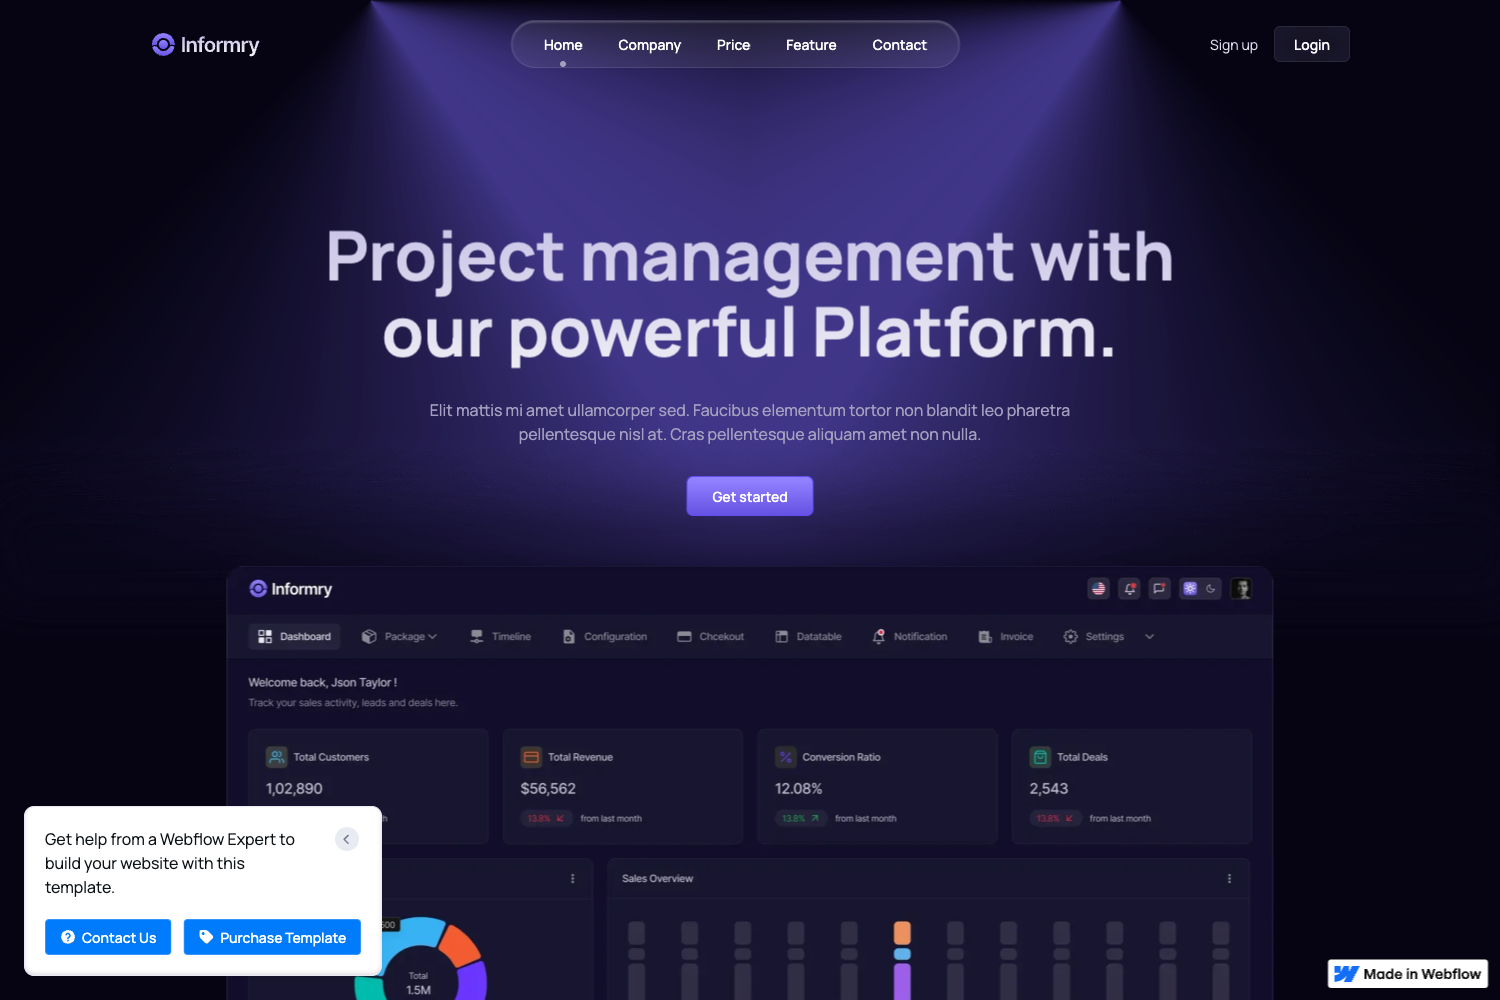 Informry
Home Company Price Feature Contact
Sign up Login
Project management with
our powerful Platform.
Elit mattis mi amet ullamcorper sed. Faucibus elementum tortor non blandit leo pharetra
pellentesque nisl at. Cras pellentesque aliquam amet non nulla.
Get started
Informry
Dashboard Package Timeline Configuration Chcekout Datatable Notification Invoice Settings
Welcome back, Json Taylor !
Track your sales activity, leads and deals here.
Total Customers
1,02,890
Total Revenue
$56,562
13.8% from last month
Conversion Ratio
12.08%
13.8% from last month
Total Deals
2,543
13.8% from last month
Sales Overview
Total
1.5M
Get help from a Webflow Expert to
build your website with this
template.
Contact Us Purchase Template
Made in Webflow